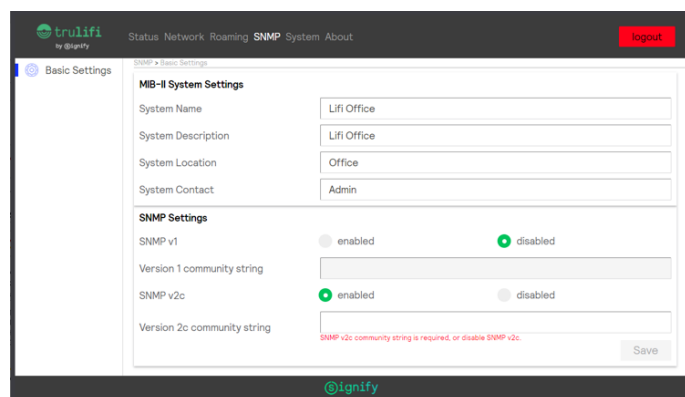 trulifi
by Signify
Status Network Roaming SNMP System About
logout
Basic Settings
SNMP > Basic Settings
MIB-II System Settings
System Name
Lifi Office
System Description
Lifi Office
System Location
Office
System Contact
Admin
SNMP Settings
SNMP v1
enabled
disabled
Version 1 community string
SNMP v2c
enabled
disabled
Version 2c community string
SNMP v2c community string is required, or disable SNMP v2c.
Save
Signify